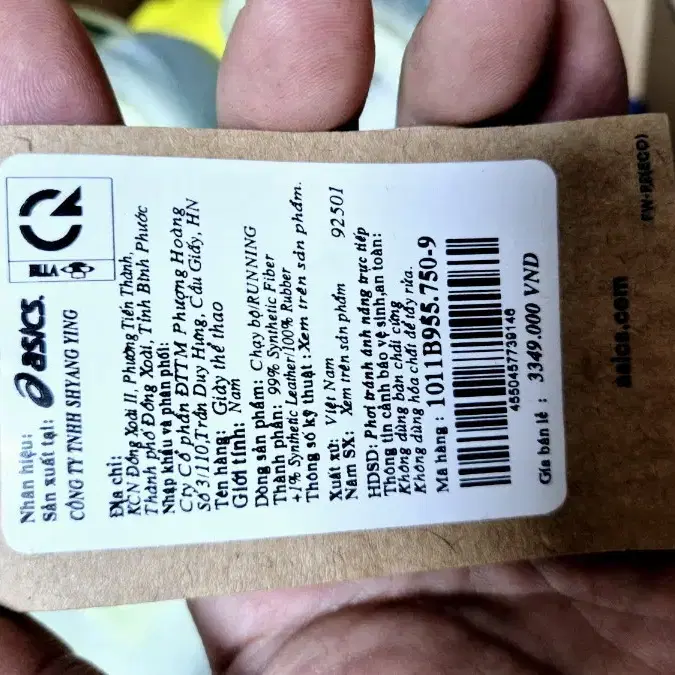 Nhãn hiệu: asics
Sản xuất tại:
CÔNG TY TNHH SHYANG YING
Địa chỉ:
KCN Đồng Xoài II, Phường Tiến Thành,
Thành phố Đồng Xoài, Tỉnh Bình Phước
Nhập khẩu và phân phối:
Cty Cổ phần ĐTTM Phượng Hoàng
Số 3/110,Trần Duy Hưng, Cầu Giấy, HN
Tên hàng: Giày thể thao
Giới tính: Nam
Dòng sản phẩm: Chạy bộ/RUNNING
Thành phần: 99% Synthetic Fiber
+1% Synthetic Leather/100% Rubber
Thông số kỹ thuật :Xem trên sản phẩm.
Xuất xứ: Việt Nam 92501
Năm SX: Xem trên sản phẩm
HDSD: Phơi tránh ánh nắng trực tiếp
Thông tin cảnh báo vệ sinh,an toàn:
Không dùng bàn chải cứng
Không dùng hóa chất để tẩy rửa.
Mã hàng : 1011B955.750-9
4550457739146
Gía bán lẻ : 3349.000 VND
asics.com